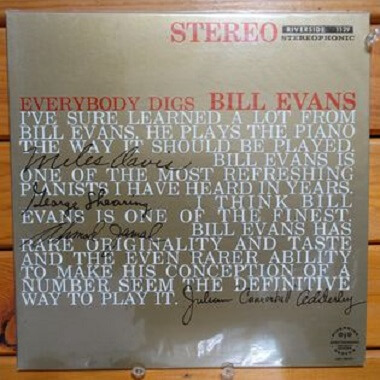 STEREO
RIVERSIDE 1129
STEREOPHONIC
EVERYBODY DIGS BILL EVANS
I'VE SURE LEARNED A LOT FROM
BILL EVANS. HE PLAYS THE PIANO
THE WAY IT SHOULD BE PLAYED.
Miles Davis BILL EVANS IS
ONE OF THE MOST REFRESHING
PIANISTS I HAVE HEARD IN YEARS.
George Shearing I THINK BILL
EVANS IS ONE OF THE FINEST.
Ahmad Jamal BILL EVANS HAS
RARE ORIGINALITY AND TASTE
AND THE EVEN RARER ABILITY
TO MAKE HIS CONCEPTION OF A
NUMBER SEEM THE DEFINITIVE
WAY TO PLAY IT. Julian Cannonball Adderley